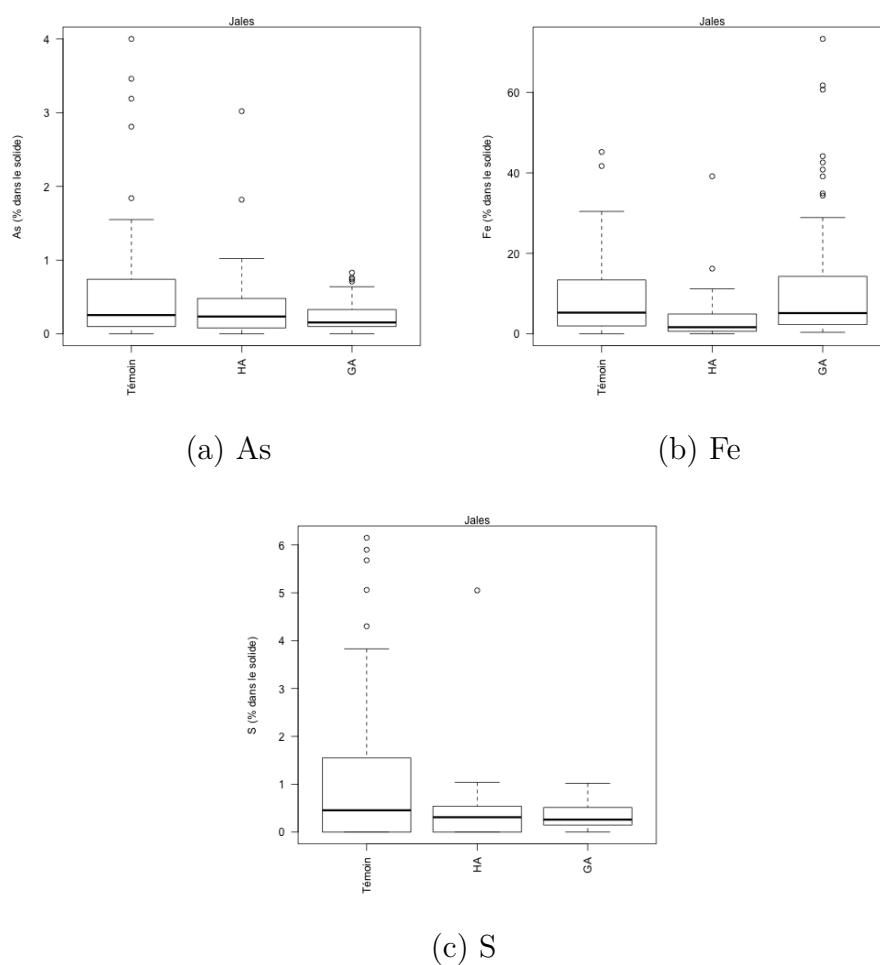 Jales
As (% dans le solide)
4
3
2
1
0
Témoin
HA
GA
(a) As
Jales
Fe (% dans le solide)
60
40
20
0
Témoin
HA
GA
(b) Fe
Jales
S (% dans le solide)
6
5
4
3
2
1
0
Témoin
HA
GA
(c) S